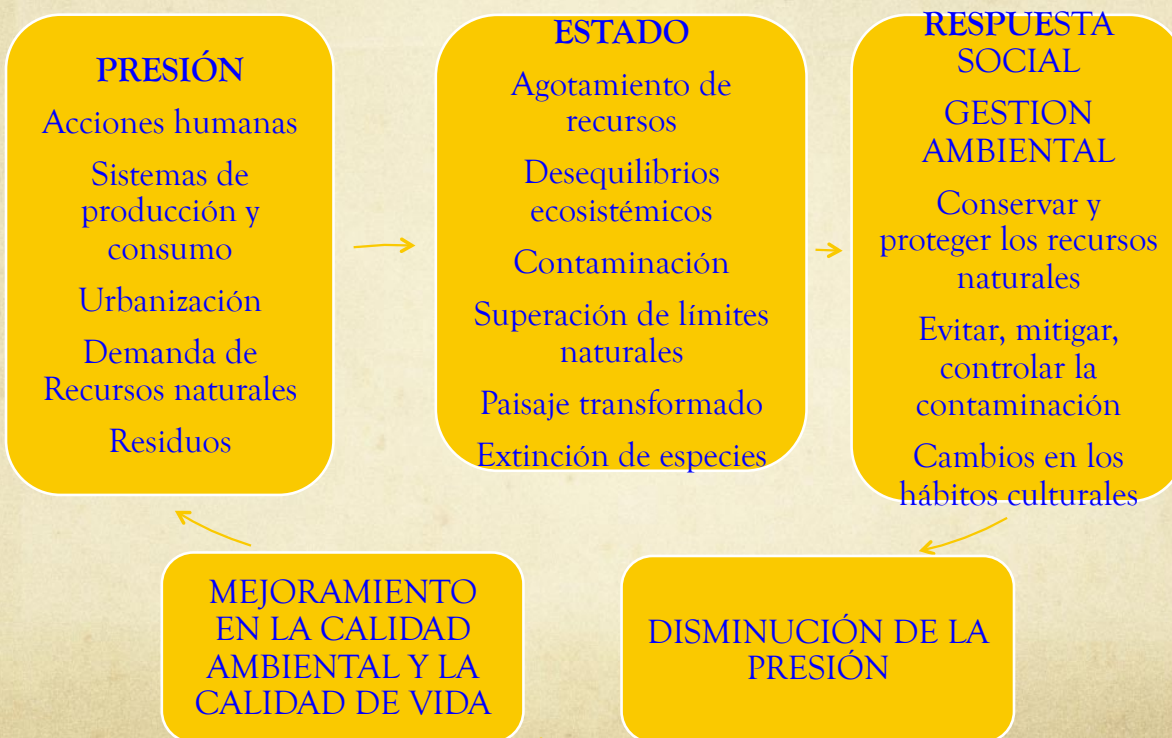 PRESIÓN
Acciones humanas
Sistemas de
producción y
consumo
Urbanización
Demanda de
Recursos naturales
Residuos
ESTADO
Agotamiento de
recursos
Desequilibrios
ecosistémicos
Contaminación
Superación de límites
naturales
Paisaje transformado
Extinción de especies
RESPUESTA
SOCIAL
GESTION
AMBIENTAL
Conservar y
proteger los recursos
naturales
Evitar, mitigar,
controlar la
contaminación
Cambios en los
hábitos culturales
MEJORAMIENTO
EN LA CALIDAD
AMBIENTAL Y LA
CALIDAD DE VIDA
DISMINUCIÓN DE LA
PRESIÓN